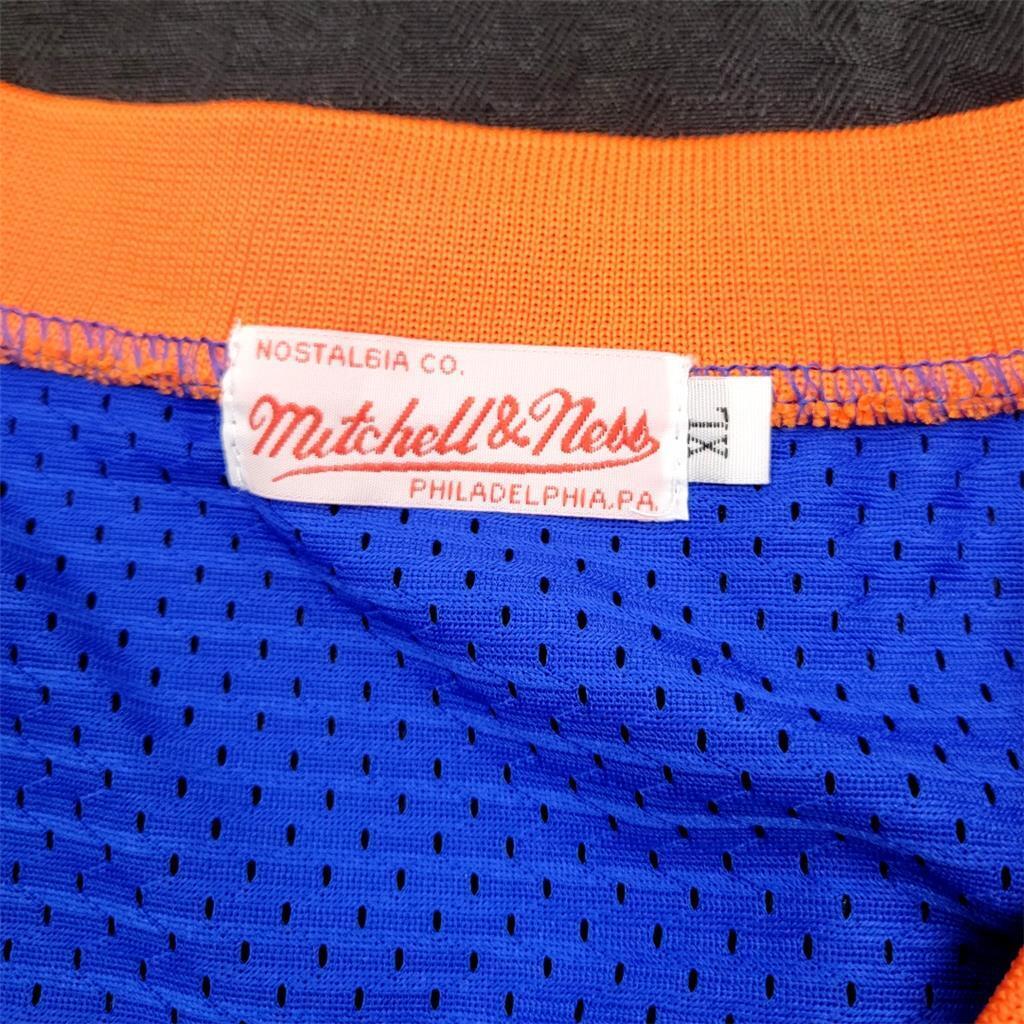 NOSTALGIA CO.
Mitchell & Ness
PHILADELPHIA, PA.
XL